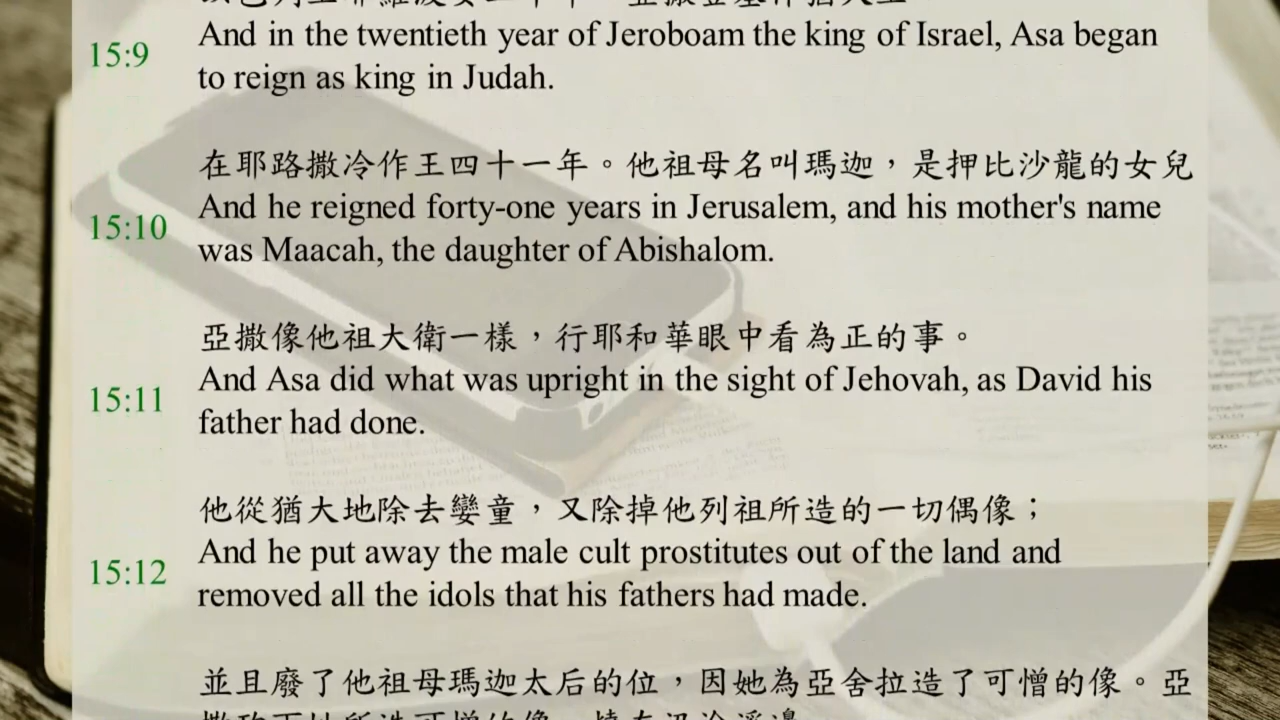 And in the twentieth year of Jeroboam the king of Israel, Asa began
15:9
to reign as king in Judah.
在耶路撒冷作王四十一年。他祖母名叫瑪迦，是押比沙龍的女兒
And he reigned forty-one years in Jerusalem, and his mother's name
15:10
was Maacah, the daughter of Abishalom.
亞撒像他祖大衛一樣，行耶和華眼中看為正的事。
And Asa did what was upright in the sight of Jehovah, as David his
15:11
father had done.
他從猶大地除去孌童，又除掉他列祖所造的一切偶像；
And he put away the male cult prostitutes out of the land and
15:12
removed all the idols that his fathers had made.
並且廢了他祖母瑪迦太后的位，因她為亞舍拉造了可憎的像。亞